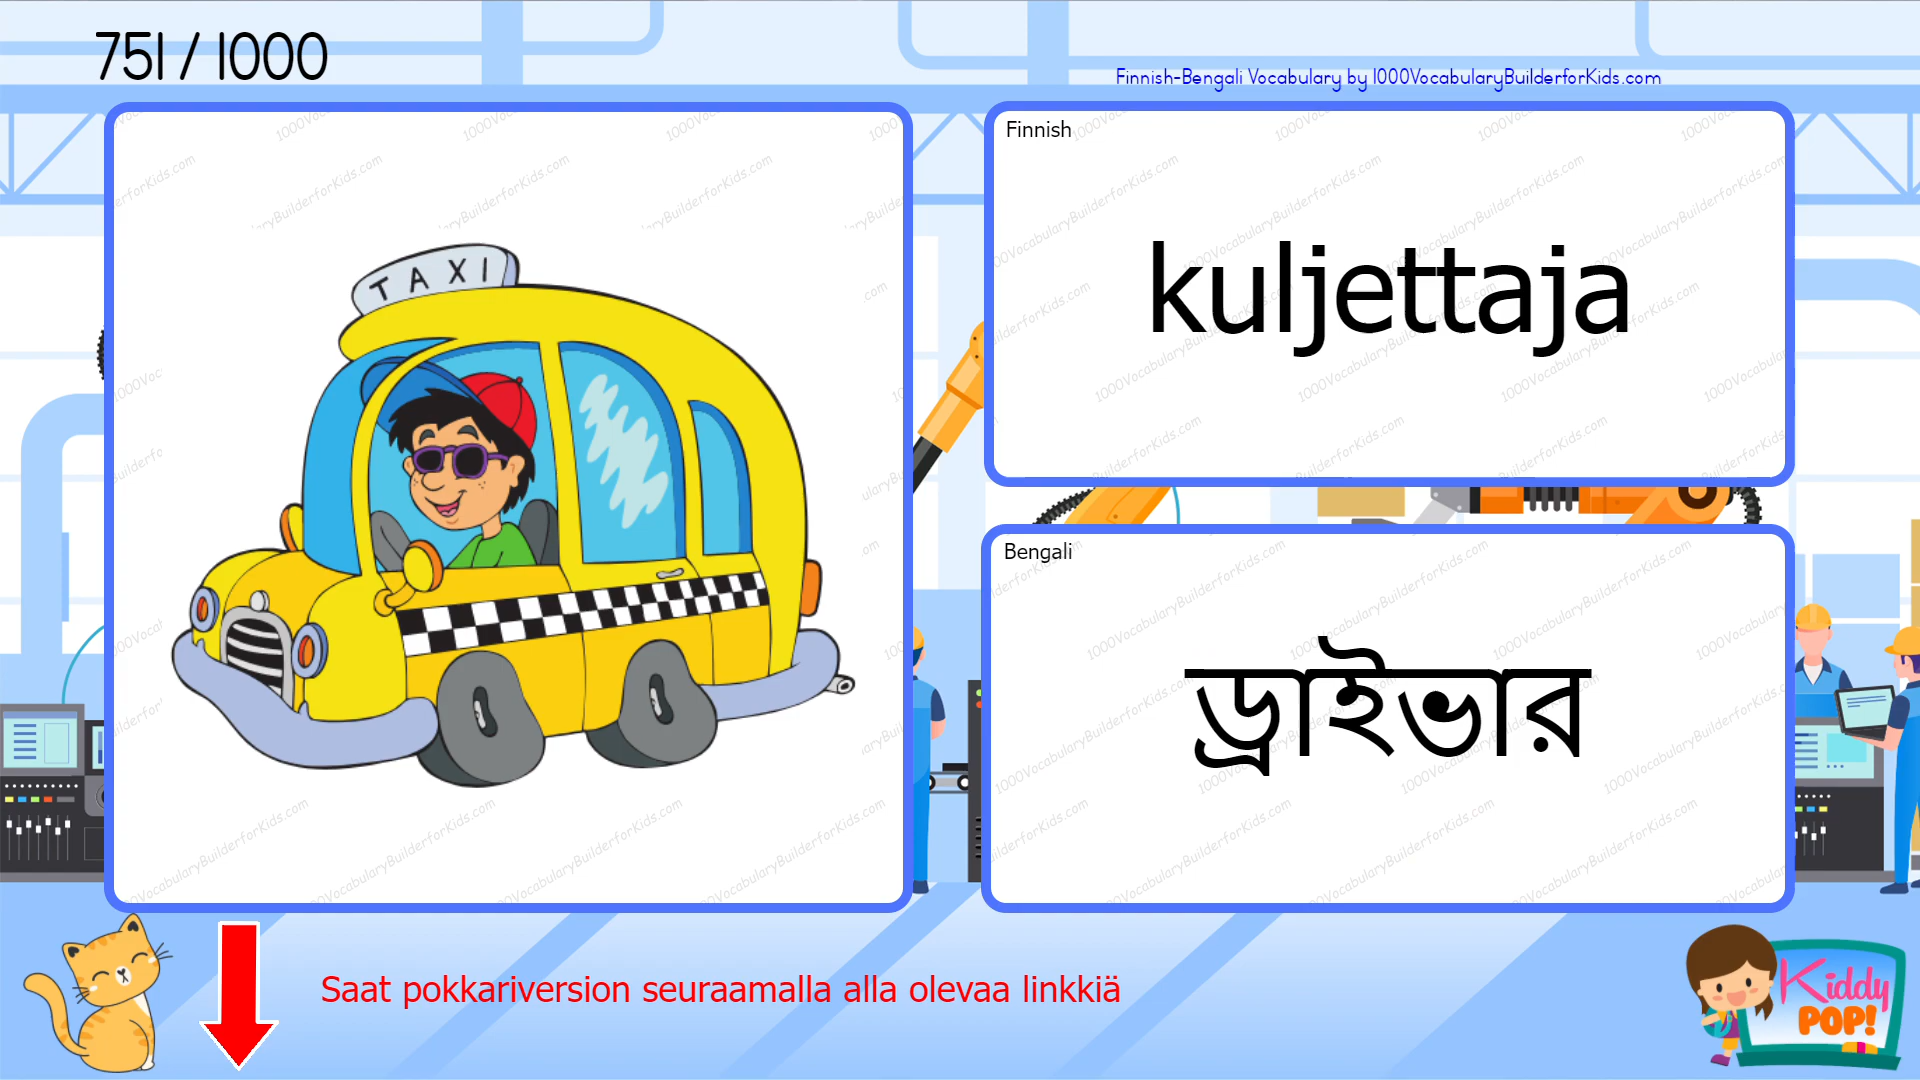 751 / 1000
Finnish-Bengali Vocabulary by 1000VocabularyBuilderforKids.com
TAXI
Finnish
kuljettaja
Bengali
ড্রাইভার
Saat pokkariversion seuraamalla alla olevaa linkkiä
Kiddy
POP!